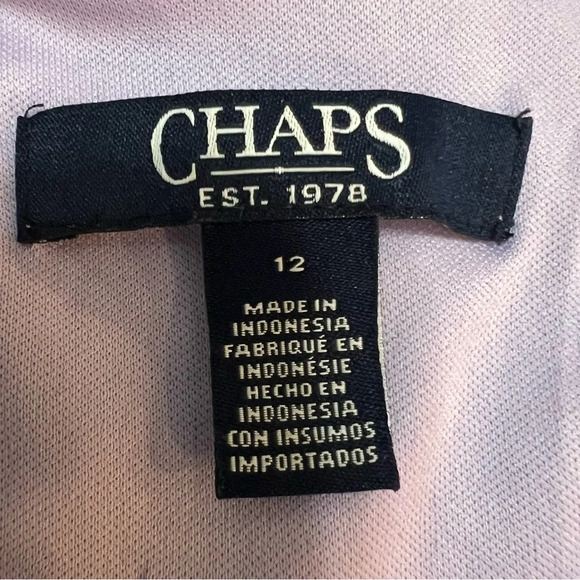 CHAPS
EST. 1978
12
MADE IN
INDONESIA
FABRIQUÉ EN
INDONÉSIE
HECHO EN
INDONESIA
CON INSUMOS
IMPORTADOS